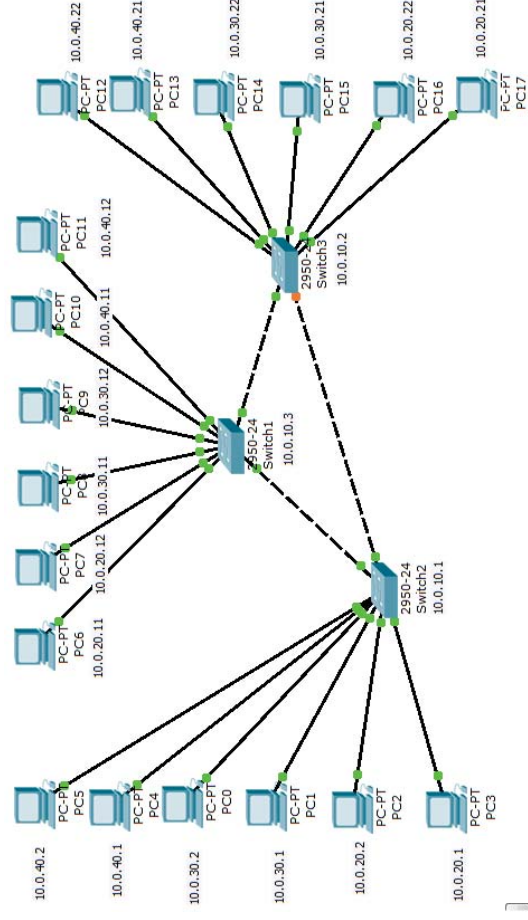 10.0.40.2
PC-PT
PC5
10.0.40.1
PC-PT
PC4
10.0.30.2
PC-PT
PC0
10.0.30.1
PC-PT
PC1
10.0.20.2
PC-PT
PC2
10.0.20.1
PC-PT
PC3
PC-PT
PC6
10.0.20.11
PC-PT
PC7
10.0.20.12
PC-PT
PC8
10.0.30.11
PC-PT
PC9
10.0.30.12
PC-PT
PC10
10.0.40.11
PC-PT
PC11
10.0.40.12
2950-24
Switch1
10.0.10.3
2950-24
Switch2
10.0.10.1
2950-24
Switch3
10.0.10.2
PC-PT
PC12
10.0.40.22
PC-PT
PC13
10.0.40.21
PC-PT
PC14
10.0.30.22
PC-PT
PC15
10.0.30.21
PC-PT
PC16
10.0.20.22
PC-PT
PC17
10.0.20.21